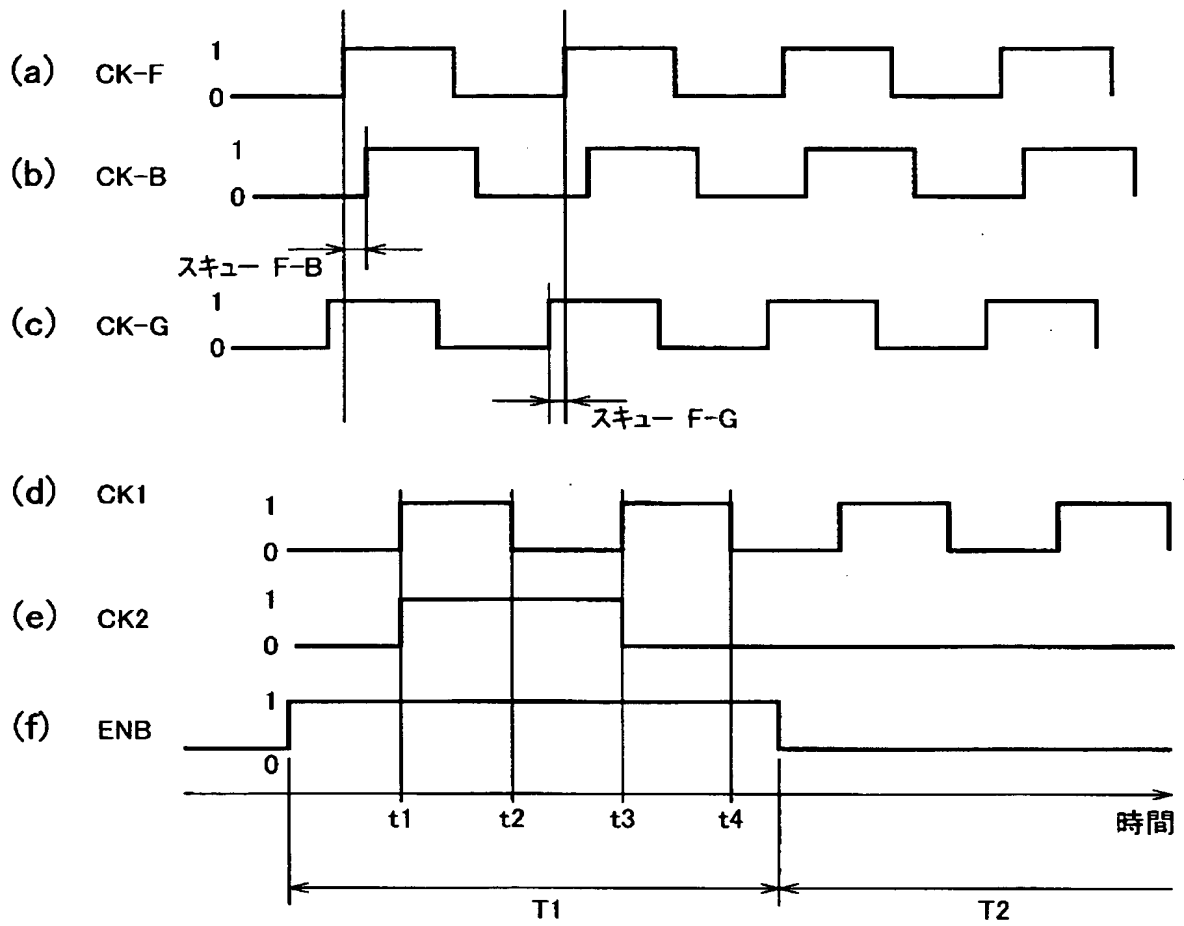 (a) CK-F 1
0
(b) CK-B 1
0
スキュー F-B
(c) CK-G 1
0
スキュー F-G
(d) CK1 1
0
(e) CK2 1
0
(f) ENB 1
0
t1 t2 t3 t4 時間
T1 T2